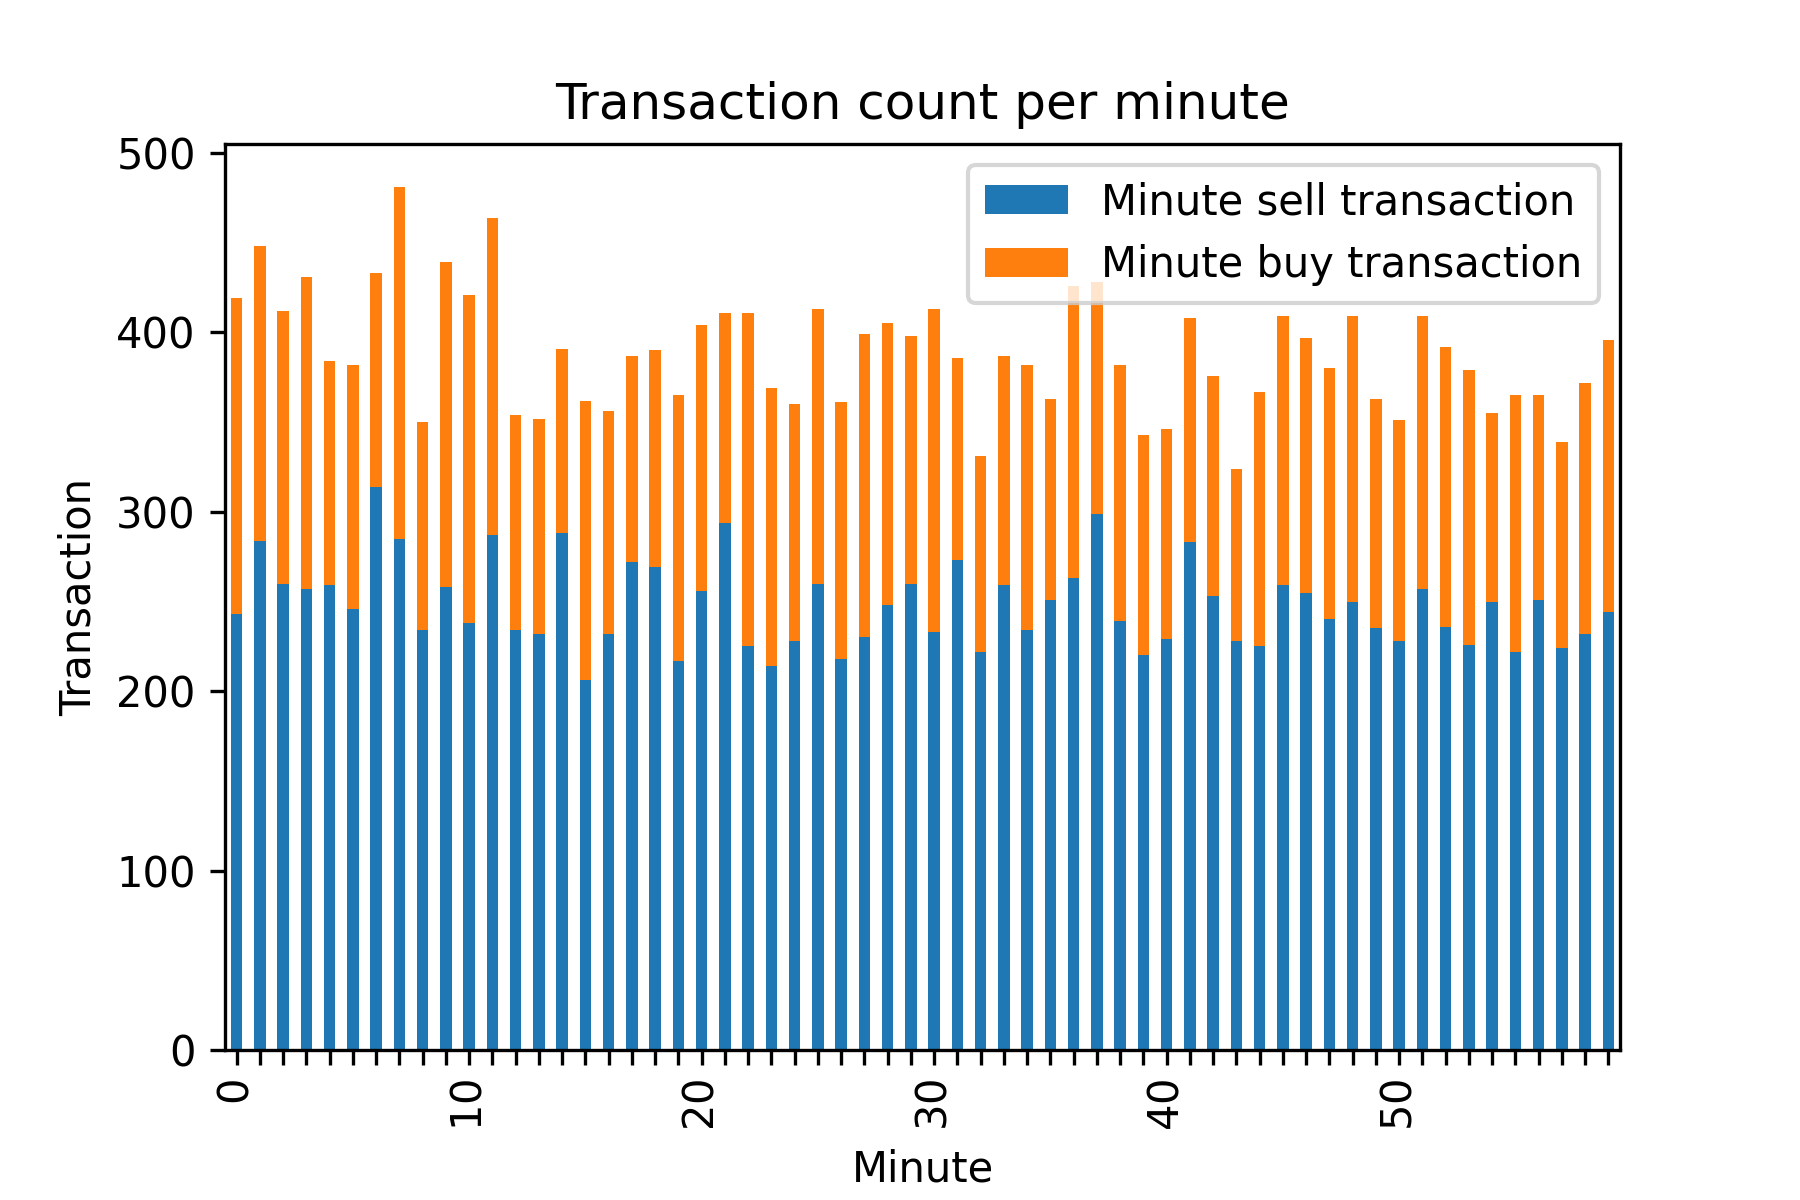 Transaction count per minute
Minute sell transaction
Minute buy transaction
500
400
300
200
100
0
Transaction
0 10 20 30 40 50
Minute